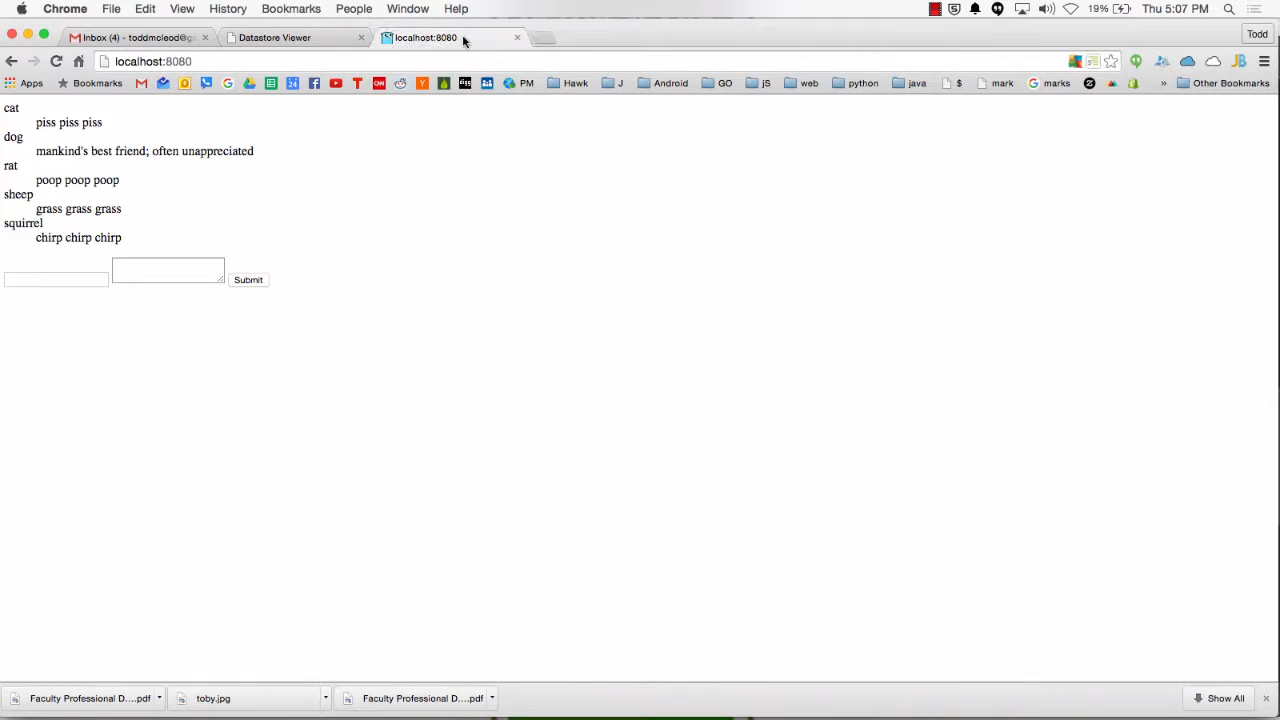 Chrome File Edit View History Bookmarks People Window Help 19% Thu 5:07 PM
Inbox (4) - toddmcleod@g Datastore Viewer localhost:8080 Todd
localhost:8080
Apps Bookmarks PM Hawk J Android GO jS web python java $ mark marks » Other Bookmarks
cat
piss piss piss
dog
mankind's best friend; often unappreciated
rat
poop poop poop
sheep
grass grass grass
squirrel
chirp chirp chirp
Submit
Faculty Professional D....pdf toby.jpg Faculty Professional D....pdf Show All